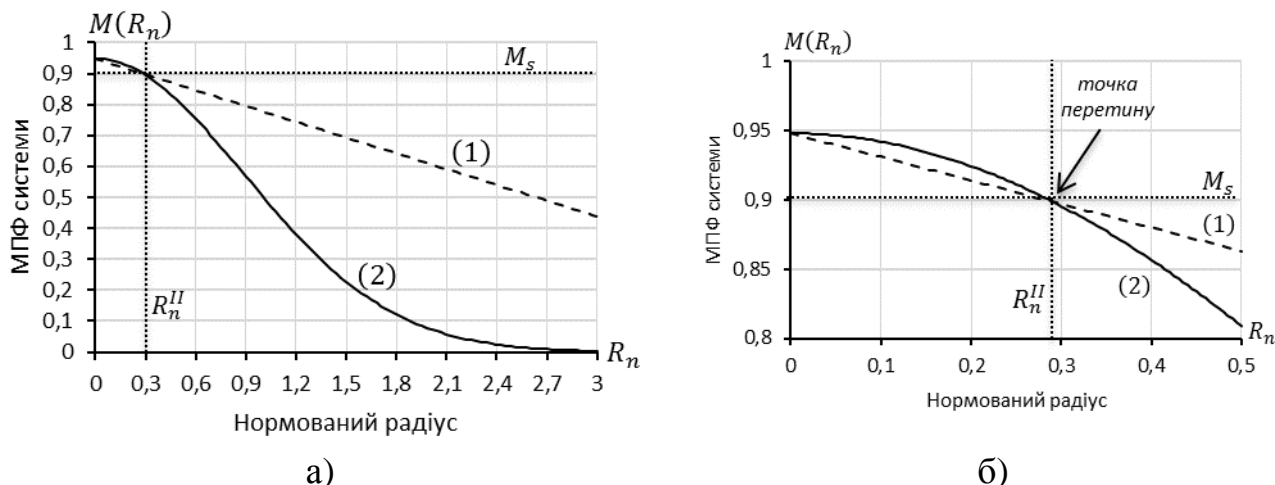 M(R_n)
1
0,9
0,8
0,7
0,6
0,5
0,4
0,3
0,2
0,1
0
МПФ системи
M_s
(1)
(2)
R_n^{II}
R_n
0 0,3 0,6 0,9 1,2 1,5 1,8 2,1 2,4 2,7 3
Нормований радіус
а)
M(R_n)
1
0,95
0,9
0,85
0,8
МПФ системи
точка
перетину
M_s
(1)
(2)
R_n^{II}
R_n
0 0,1 0,2 0,3 0,4 0,5
Нормований радіус
б)